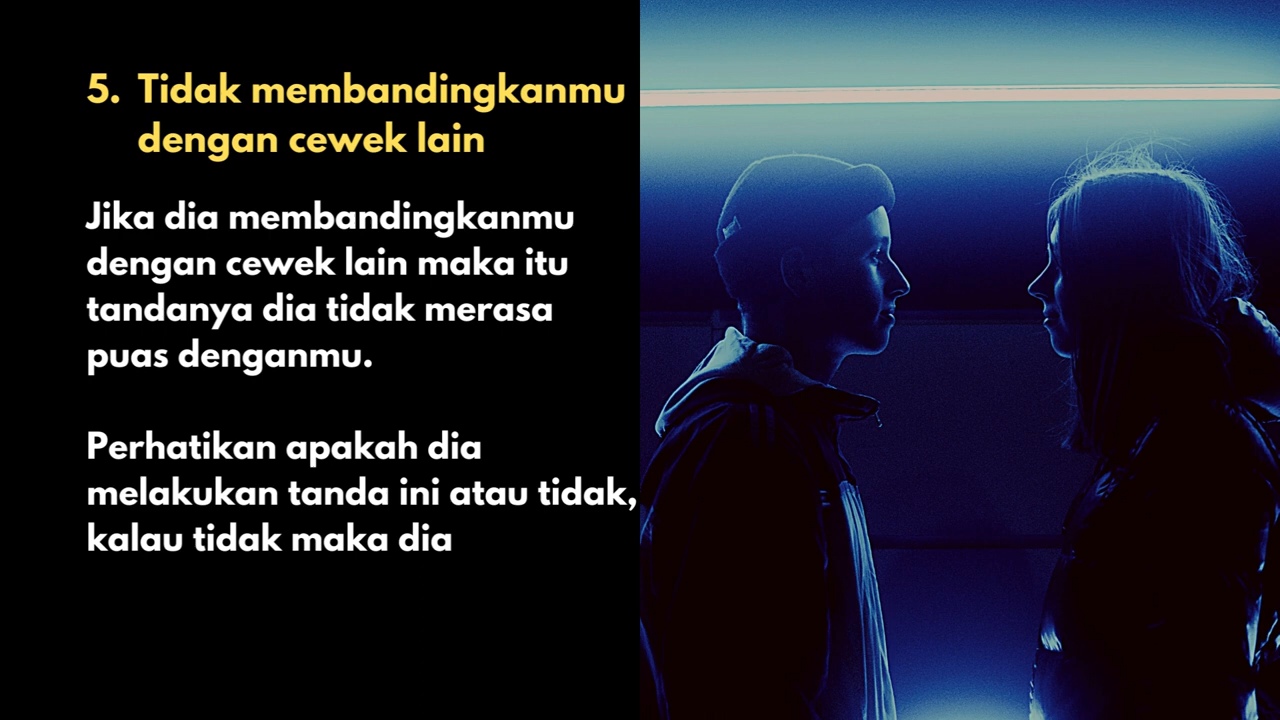 5. Tidak membandingkanmu
dengan cewek lain
Jika dia membandingkanmu
dengan cewek lain maka itu
tandanya dia tidak merasa
puas denganmu.
Perhatikan apakah dia
melakukan tanda ini atau tidak,
kalau tidak maka dia